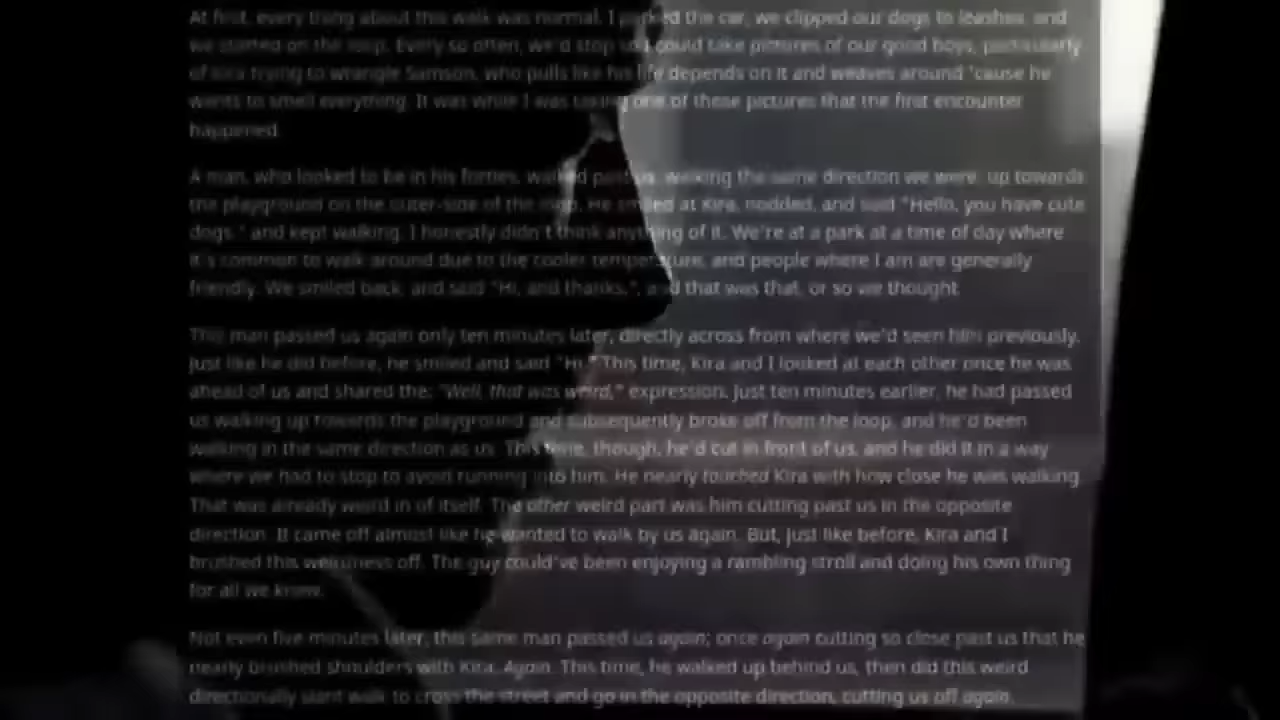 At first, every thing about this walk was normal. I parked the car, we clipped our dogs to leashes, and
we started on the loop. Every so often, we'd stop so I could take pictures of our good boys, particularly
of Kira trying to wrangle Samson, who pulls like his life depends on it and weaves around 'cause he
wants to smell everything. It was while I was taking one of these pictures that the first encounter
happened.
A man, who looked to be in his forties, walked past us, walking the same direction we were, up towards
the playground on the outer-side of the loop. He smiled at Kira, nodded, and said "Hello, you have cute
dogs." and kept walking. I honestly didn't think anything of it. We're at a park at a time of day where
it's common to walk around due to the cooler temperature, and people where I am are generally
friendly. We smiled back, and said "Hi, and thanks.", and that was that, or so we thought.
This man passed us again only ten minutes later, directly across from where we'd seen him previously.
Just like he did before, he smiled and said "Hi." This time, Kira and I looked at each other once he was
ahead of us and shared the: "Well, that was weird," expression. Just ten minutes earlier, he had passed
us walking up towards the playground and subsequently broke off from the loop, and he'd been
walking in the same direction as us. This time, though, he'd cut in front of us, and he did it in a way
where we had to stop to avoid running into him. He nearly touched Kira with how close he was walking.
That was already weird in of itself. The other weird part was him cutting past us in the opposite
direction. It came off almost like he wanted to walk by us again. But, just like before, Kira and I
brushed this weirdness off. The guy could've been enjoying a rambling stroll and doing his own thing
for all we knew.
Not even five minutes later, this same man passed us again; once again cutting so close past us that he
nearly brushed shoulders with Kira. Again. This time, he walked up behind us, then did this weird
directionally slant walk to cross the street and go in the opposite direction, cutting us off again.